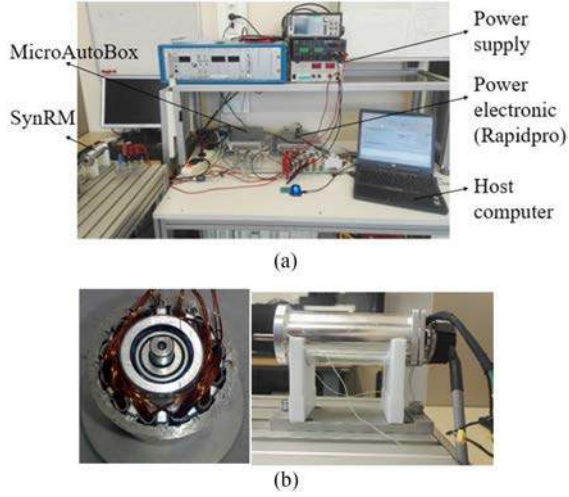 MicroAutoBox
SynRM
Power
supply
Power
electronic
(Rapidpro)
Host
computer
(a)
(b)